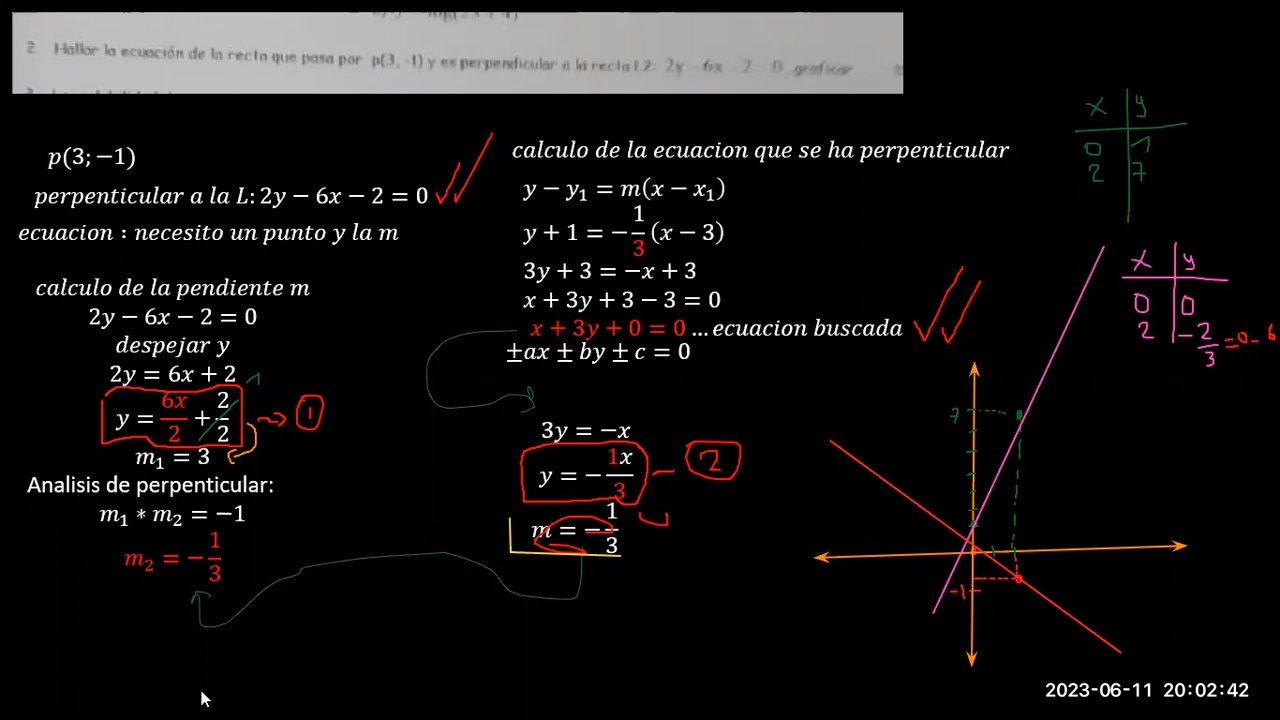 2. Hallar la ecuación de la recta que pasa por p(3, -1) y es perpendicular a la recta L2: 2y - 6x - 2 = 0, graficar
p(3; −1)
perpenticular a la L: 2y − 6x − 2 = 0
ecuacion : necesito un punto y la m
calculo de la pendiente m
2y − 6x − 2 = 0
despejar y
2y = 6x + 2
y = 6x/2 + 2/2
1
1
m₁ = 3
Analisis de perpenticular:
m₁ * m₂ = −1
m₂ = −1/3
calculo de la ecuacion que se ha perpenticular
y − y₁ = m(x − x₁)
y + 1 = −1/3 (x − 3)
3y + 3 = −x + 3
x + 3y + 3 − 3 = 0
x + 3y + 0 = 0 ... ecuacion buscada
±ax ± by ± c = 0
3y = −x
y = −1x/3
2
m = −1/3
x y
0 1
2 7
x y
0 0
2 −2/3 = 0-6
7
-1
2023-06-11 20:02:42